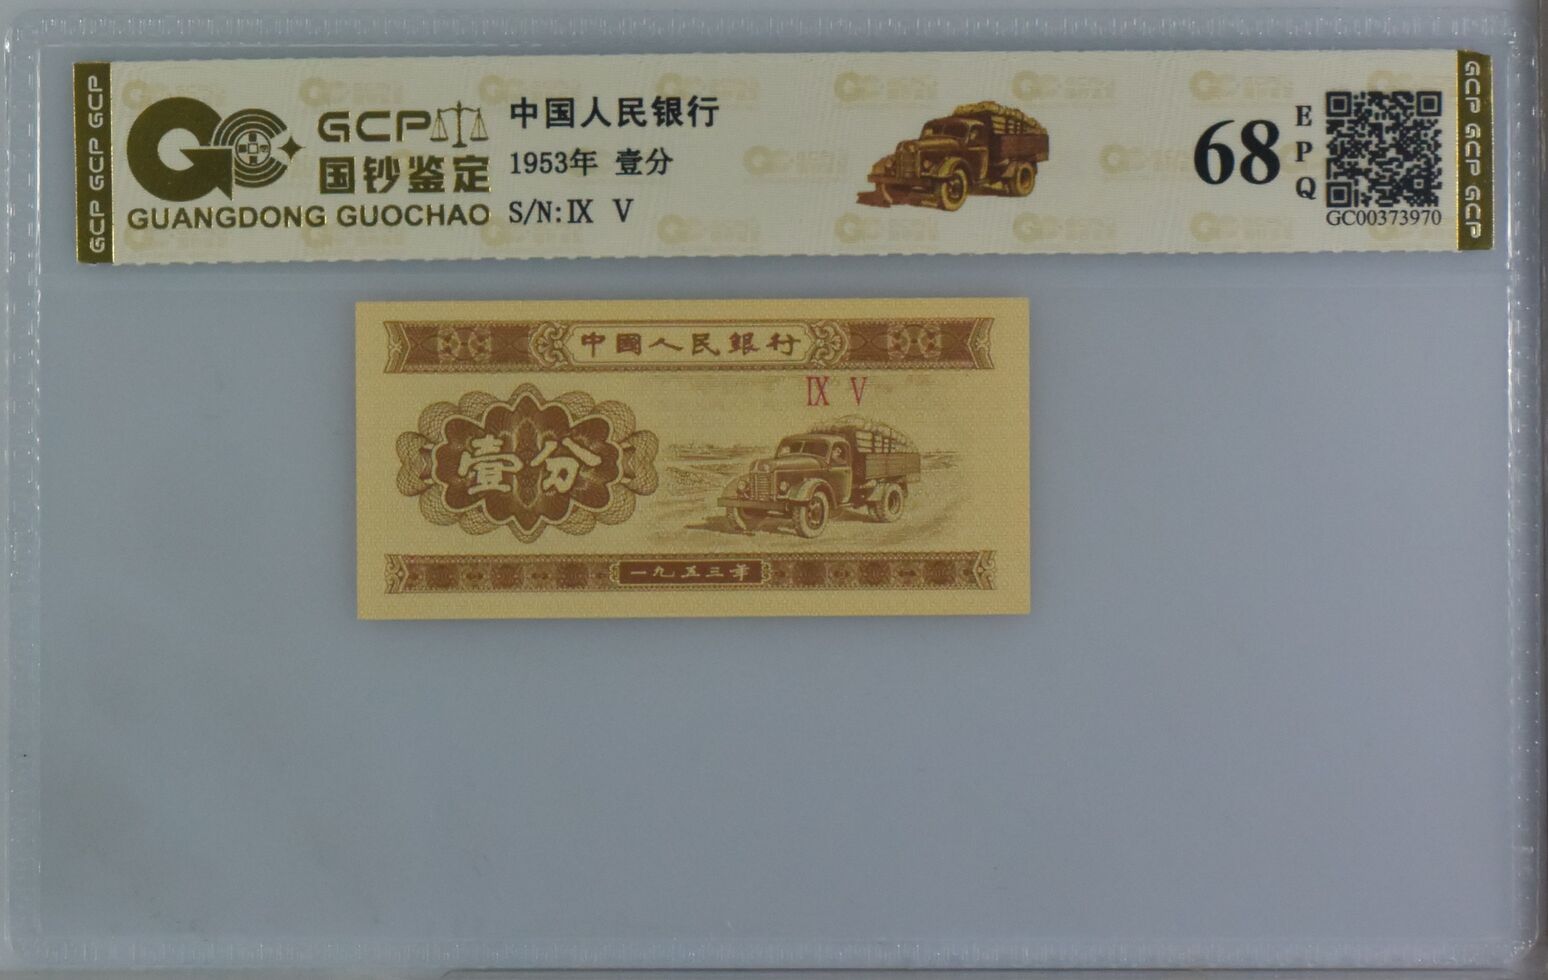 GCP GCP GCP
GCP
国钞鉴定
GUANGDONG GUOCHAO
中国人民银行
1953年 壹分
S/N:Ⅸ Ⅴ
68
EPQ
GC00373970
GCP GCP GCP
中國人民銀行
Ⅸ Ⅴ
壹分
一九五三年